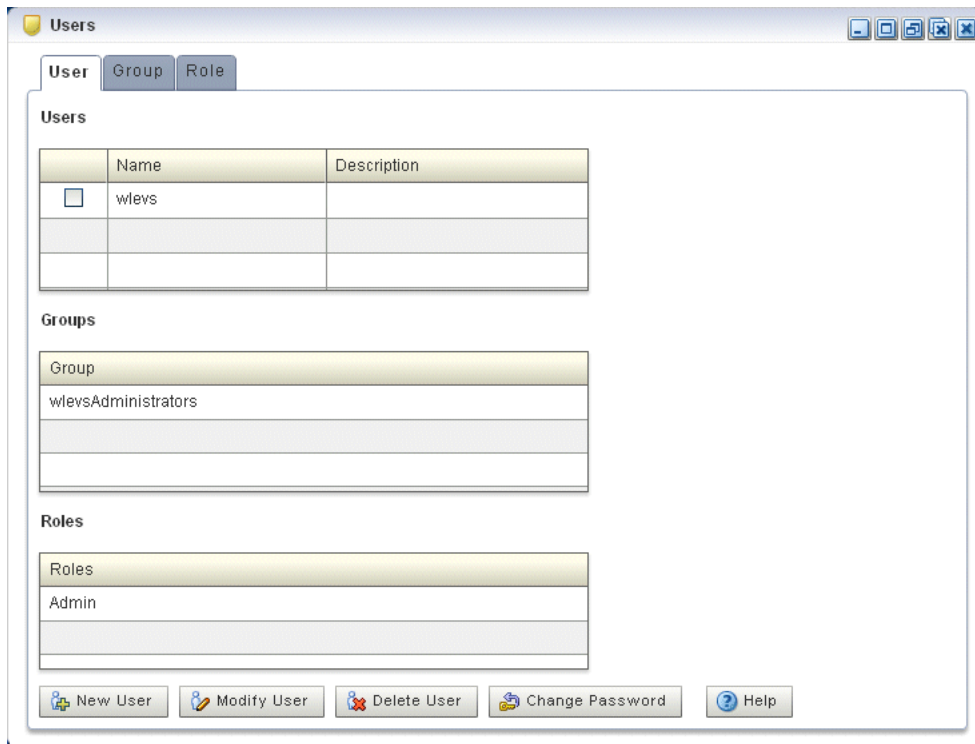 Users
User Group Role
Users
Name Description
wlevs
Groups
Group
wlevsAdministrators
Roles
Roles
Admin
New User Modify User Delete User Change Password Help